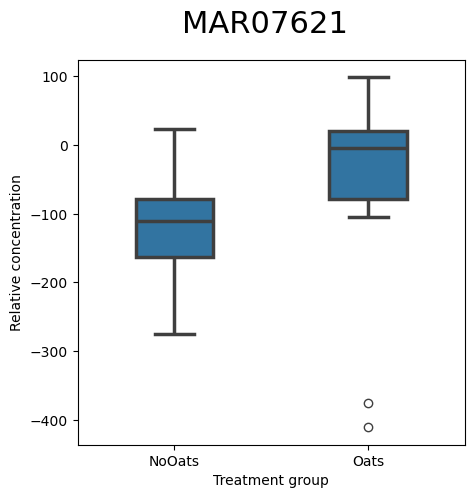 MAR07621
Relative concentration
100
0
−100
−200
−300
−400
NoOats
Oats
Treatment group